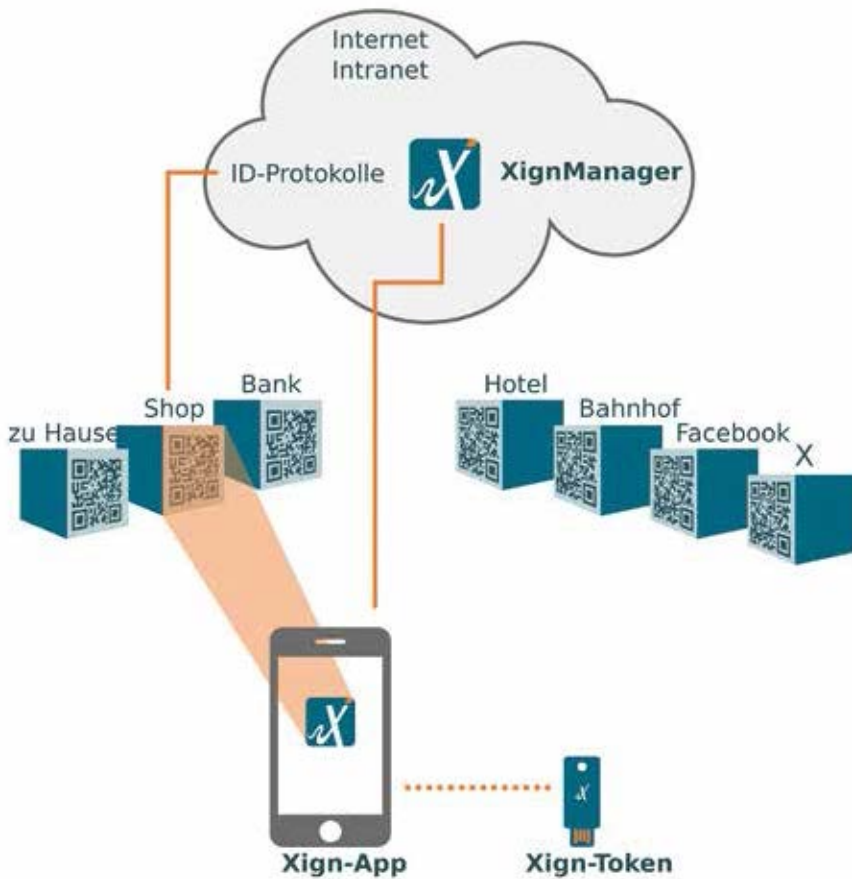 Internet
Intranet
ID-Protokolle
X
XignManager
Bank
Shop
zu Hause
Hotel
Bahnhof
Facebook
X
X
Xign-App
X
Xign-Token